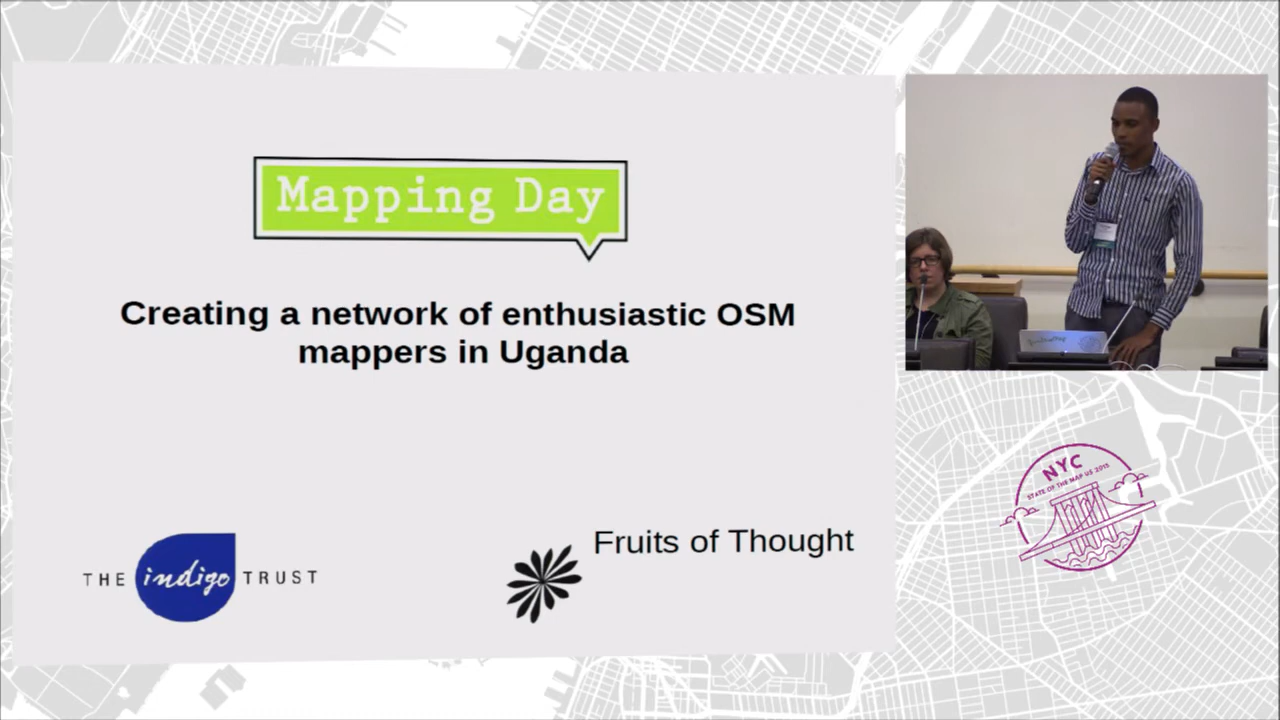 Mapping Day
Creating a network of enthusiastic OSM
mappers in Uganda
THE indigo TRUST
Fruits of Thought
NYC
STATE OF THE MAP US 2015